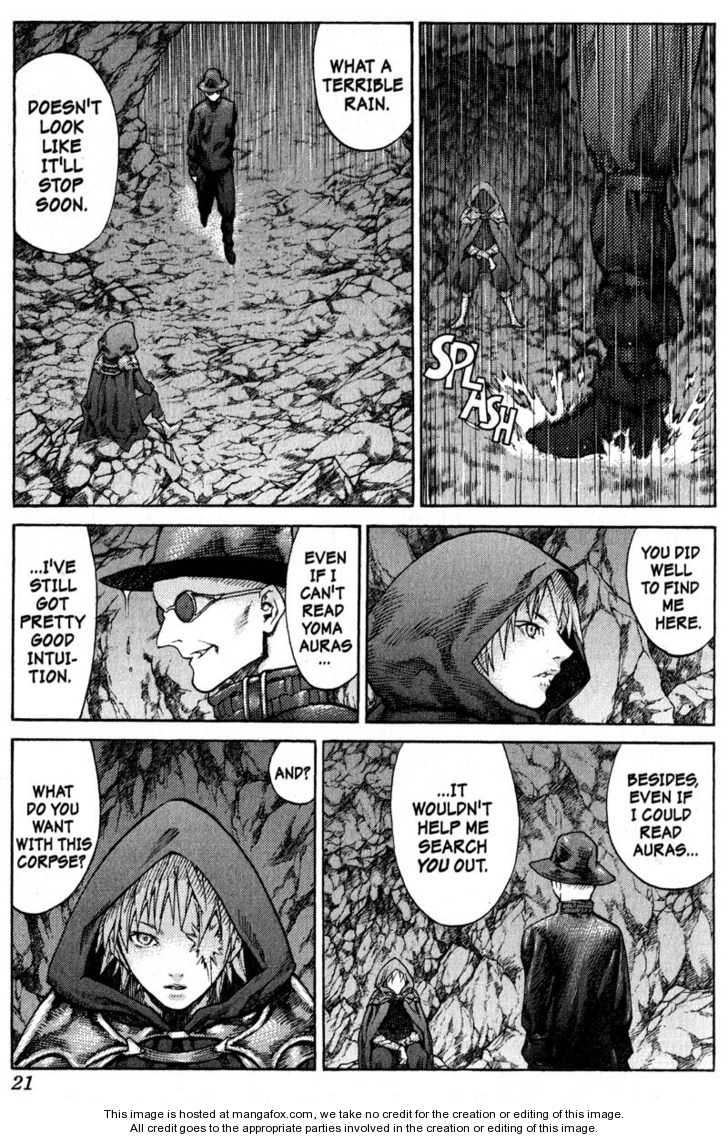 SPLASH
WHAT A
TERRIBLE
RAIN.
DOESN'T
LOOK
LIKE
IT'LL
STOP
SOON.
YOU DID
WELL
TO FIND
ME
HERE.
EVEN
IF I
CAN'T
READ
YOMA
AURAS
...
...I'VE
STILL
GOT
PRETTY
GOOD
INTUI-
TION.
BESIDES,
EVEN IF
I COULD
READ
AURAS...
...IT
WOULDN'T
HELP ME
SEARCH
YOU OUT.
AND?
WHAT
DO YOU
WANT
WITH THIS
CORPSE?
21
This image is hosted at mangafox.com, we take no credit for the creation or editing of this image.
All credit goes to the appropriate parties involved in the creation or editing of this image.